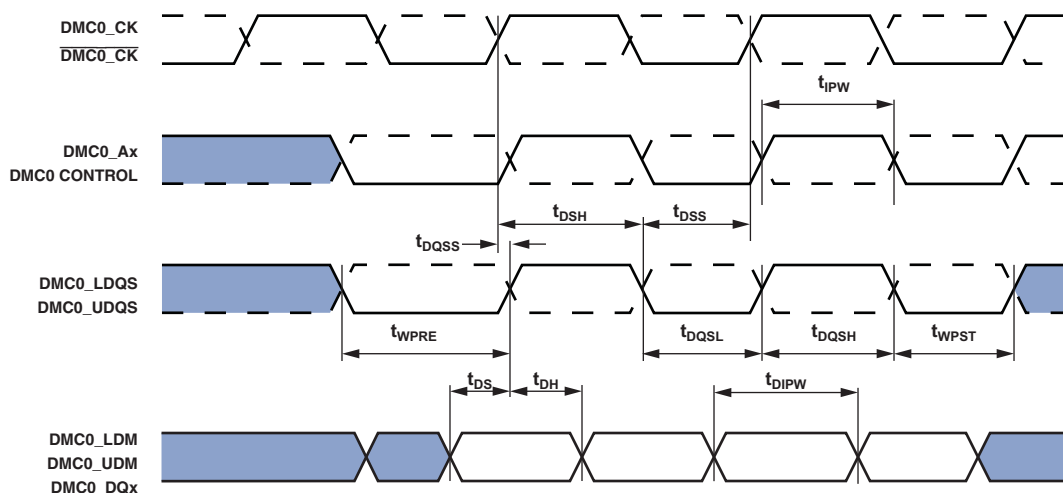 DMC0_CK
DMC0_CK
tIPW
DMC0_Ax
DMC0 CONTROL
tDSH
tDSS
tDQSS
DMC0_LDQS
DMC0_UDQS
tWPRE
tDQSL
tDQSH
tWPST
tDS
tDH
tDIPW
DMC0_LDM
DMC0_UDM
DMC0_DQx